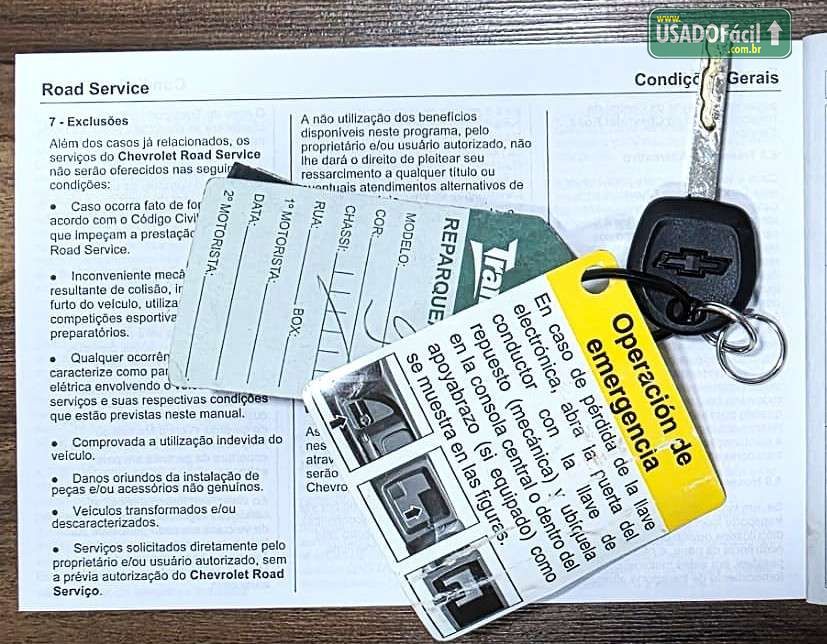 www.
USADOFácil
.com.br
Road Service
Condiçõ Gerais
7 - Exclusões
Além dos casos já relacionados, os
serviços do Chevrolet Road Service
não serão oferecidos nas segui
condições:
• Caso ocorra fato de fo
acordo com o Código Civi
que impeçam a prestação
Road Service.
• Inconveniente mecâ
resultante de colisão, in
furto do veículo, utiliza
competições esportiva
preparatórios.
• Qualquer ocorrên
caracterize como pa
elétrica envolvendo o
serviços e suas respectivas condições
que estão previstas neste manual.
• Comprovada a utilização indevida do
veículo.
• Danos oriundos da instalação de
peças e/ou acessórios não genuínos.
• Veículos transformados e/ou
descaracterizados.
• Serviços solicitados diretamente pelo
proprietário e/ou usuário autorizado, sem
a prévia autorização do Chevrolet Road
Serviço.
A não utilização dos benefícios
disponíveis neste programa, pelo
proprietário e/ou usuário autorizado, não
lhe dará o direito de pleitear seu
ressarcimento a qualquer título ou
eventuais atendimentos alternativos de
As
nes
atrav
serão
Chevro
Tran
REPARQUE
MODELO:
COR:
CHASSI:
RUA:
BOX:
1º MOTORISTA:
DATA:
2º MOTORISTA:
Operación de
emergencia
En caso de pérdida de la llave
electrónica, abra la puerta del
conductor con la llave de
repuesto (mecánica) y ubíquela
en la consola central o dentro del
apoyabrazo (si equipado) como
se muestra en las figuras.